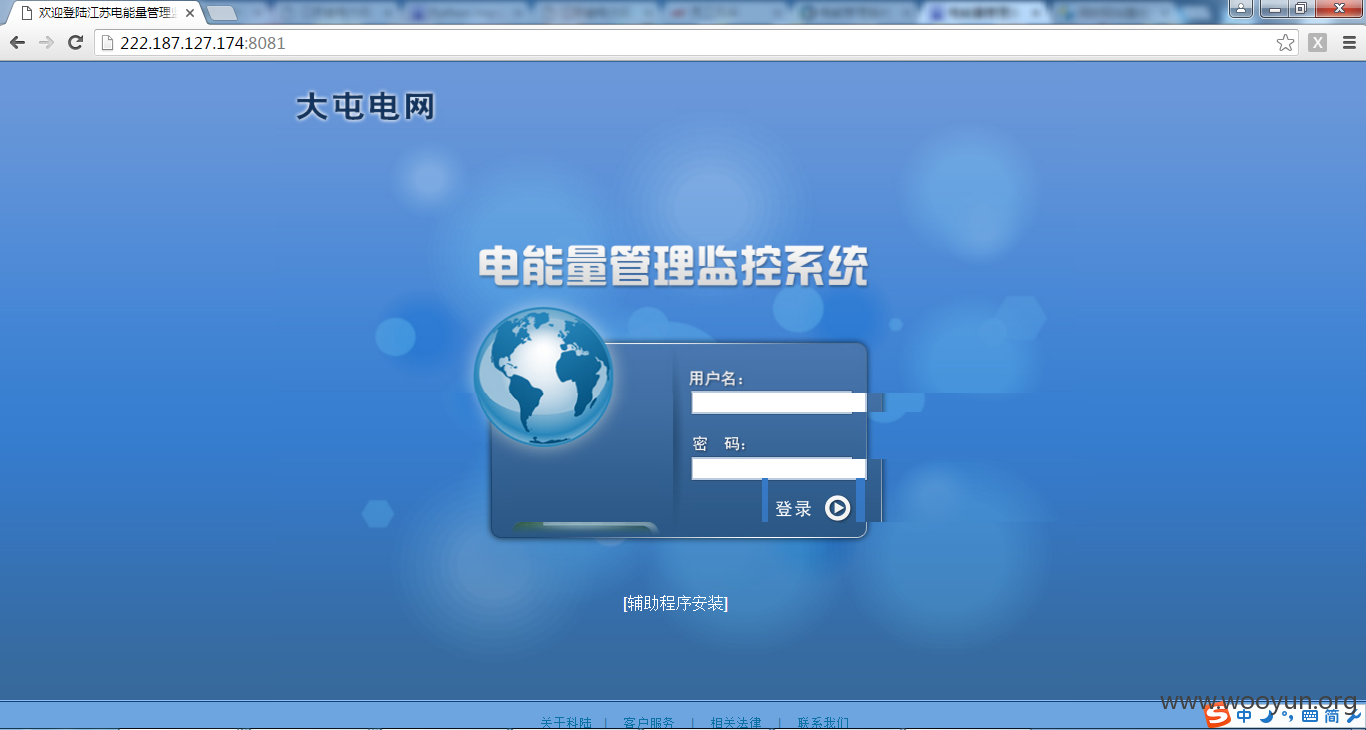 欢迎登陆江苏电能量管理
222.187.127.174:8081
大屯电网
电能量管理监控系统
用户名：
密 码：
登录
[辅助程序安装]
www.wooyun.org
关于科陆 | 客户服务 | 相关法律 | 联系我们
中 简